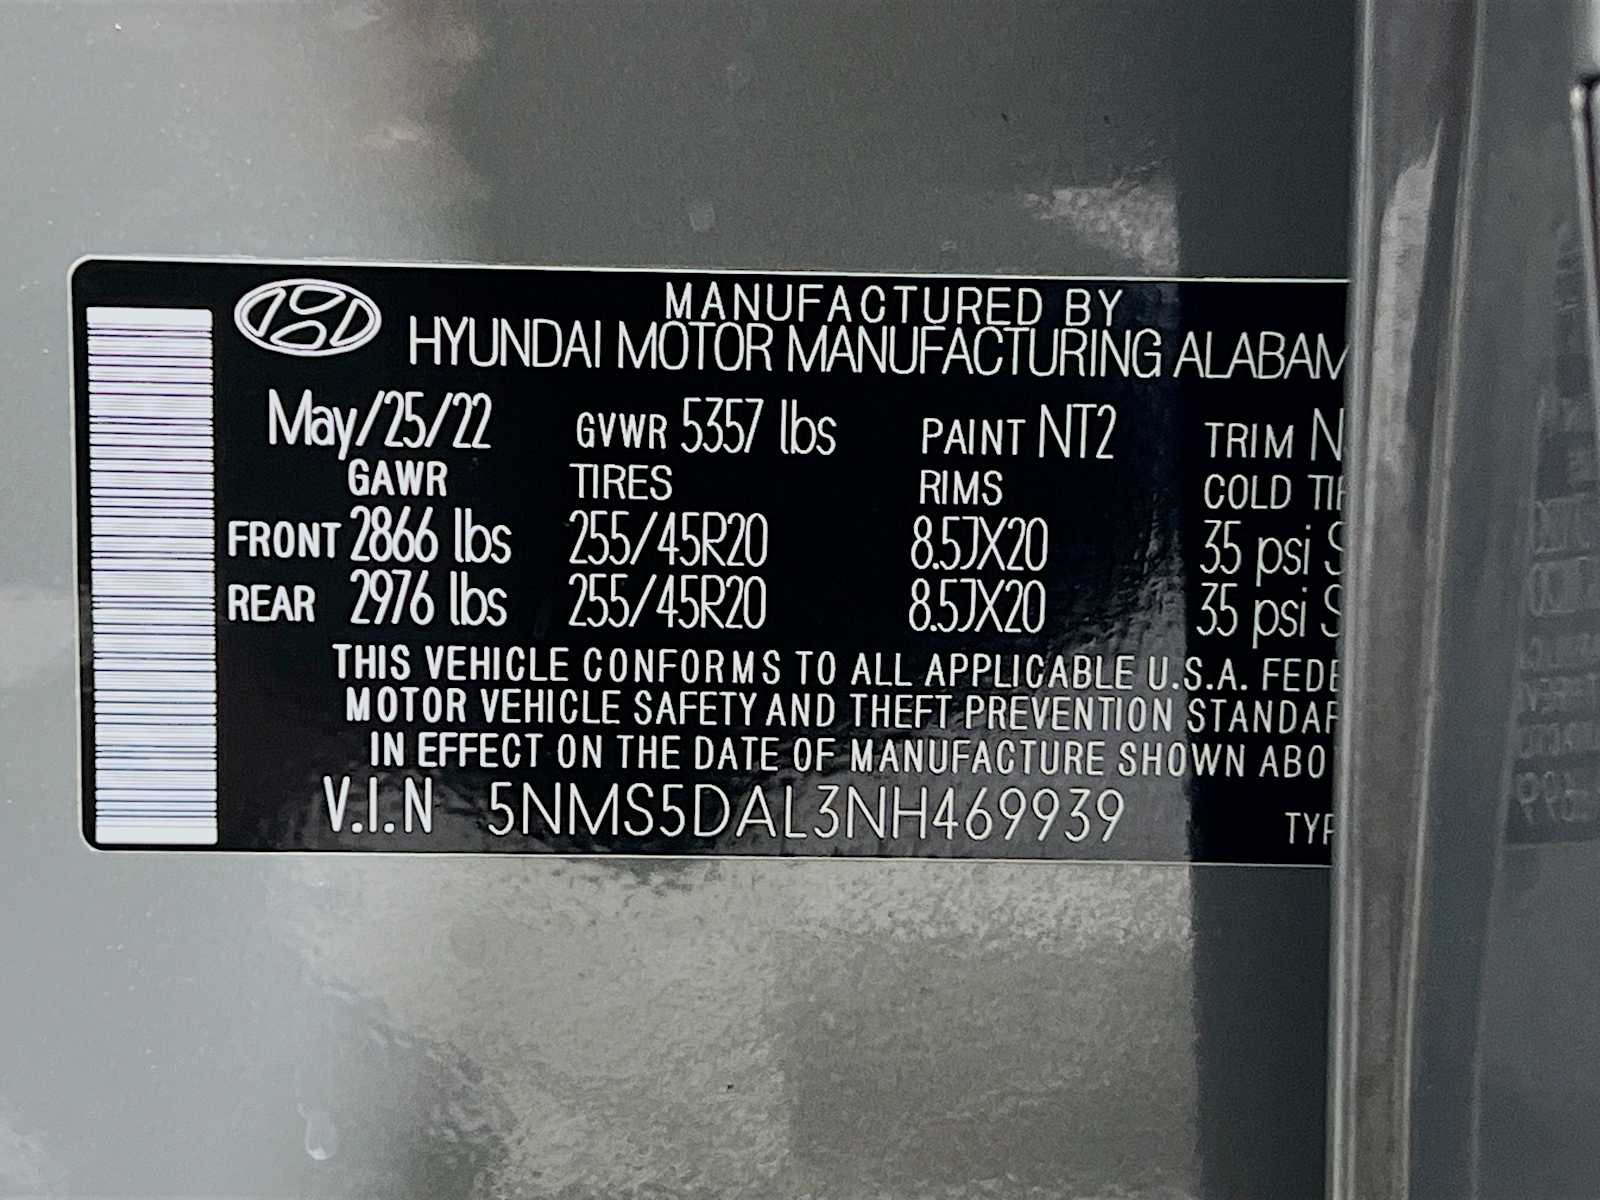 MANUFACTURED BY
HYUNDAI MOTOR MANUFACTURING
May/25/22 GVWR 5357 lbs PAINT NT2 TRIM
GAWR TIRES RIMS COLD
FRONT 2866 lbs 255/45R20 8.5JX20 35 psi
REAR 2976 lbs 255/45R20 8.5JX20 35 psi
THIS VEHICLE CONFORMS TO ALL APPLICABLE U.S.A.
MOTOR VEHICLE SAFETY AND THEFT PREVENTION
IN EFFECT ON THE DATE OF MANUFACTURE SHOWN
V.I.N 5NMS5DAL3NH469939